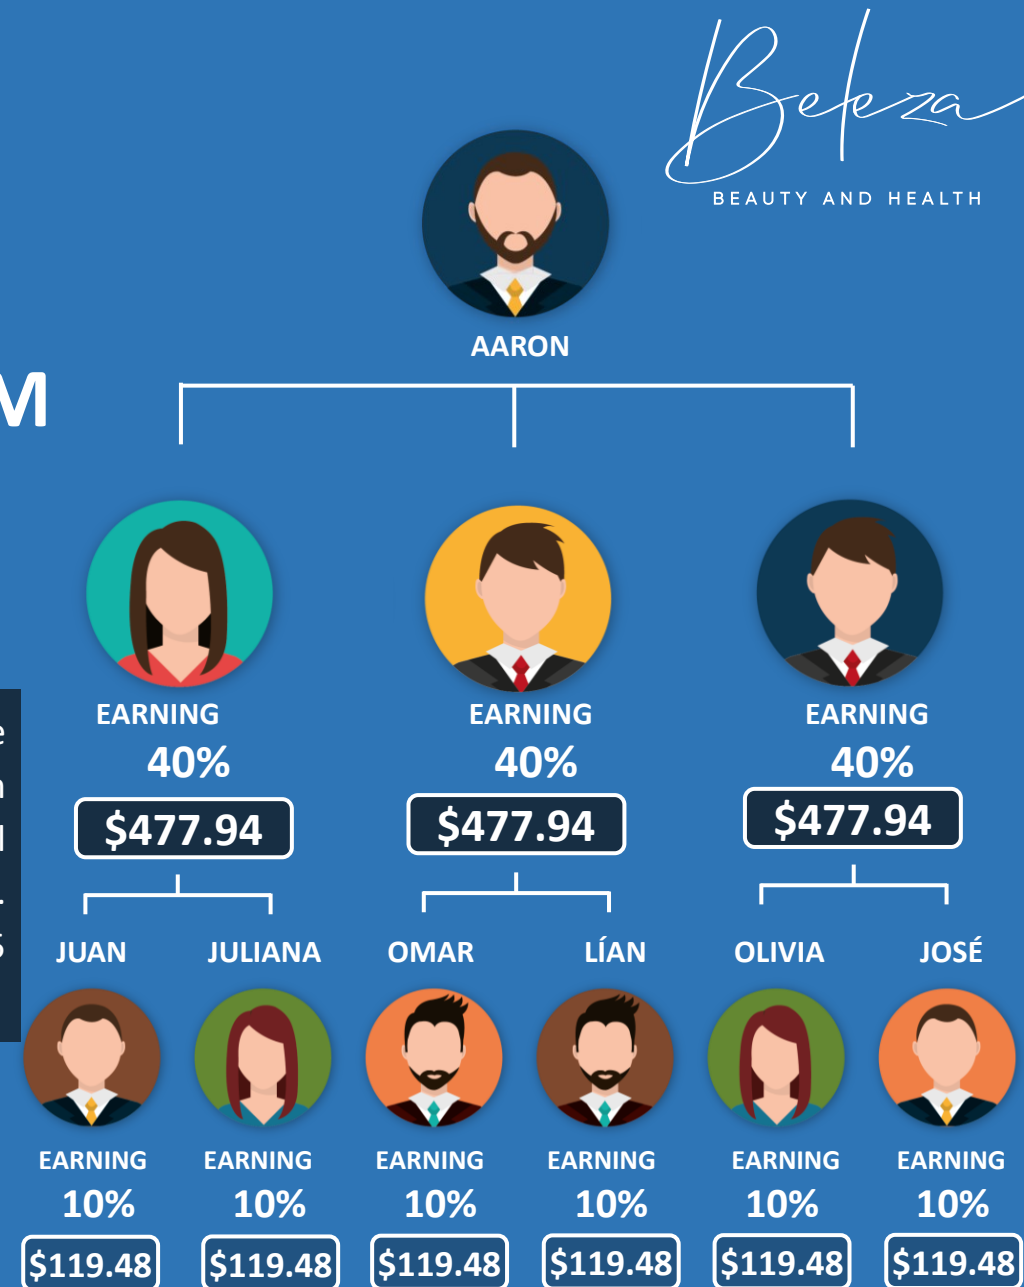 Beleza
BEAUTY AND HEALTH
AARON
M
EARNING EARNING EARNING
40% 40% 40%
$477.94 $477.94 $477.94
JUAN JULIANA OMAR LÍAN OLIVIA JOSÉ
EARNING EARNING EARNING EARNING EARNING EARNING
10% 10% 10% 10% 10% 10%
$119.48 $119.48 $119.48 $119.48 $119.48 $119.48